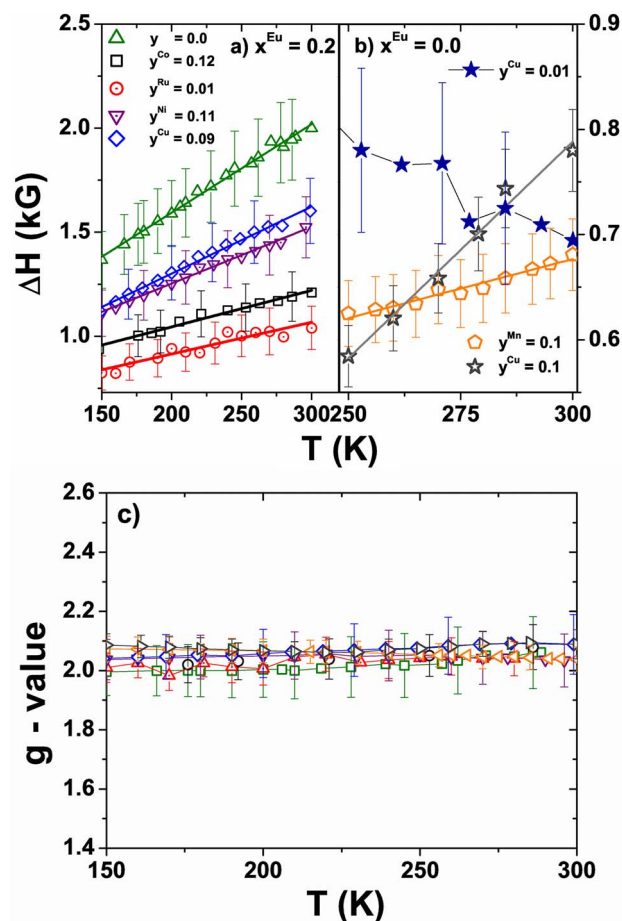 2.5
2.0
1.5
1.0
ΔH (kG)
y = 0.0
y^Co = 0.12
y^Ru = 0.01
y^Ni = 0.11
y^Cu = 0.09
a) x^Eu = 0.2
b) x^Eu = 0.0
y^Cu = 0.01
y^Mn = 0.1
y^Cu = 0.1
0.9
0.8
0.7
0.6
150 200 250 300 250 275 300
T (K) T (K)
c)
2.6
2.4
2.2
2.0
1.8
1.6
1.4
g - value
150 200 250 300
T (K)